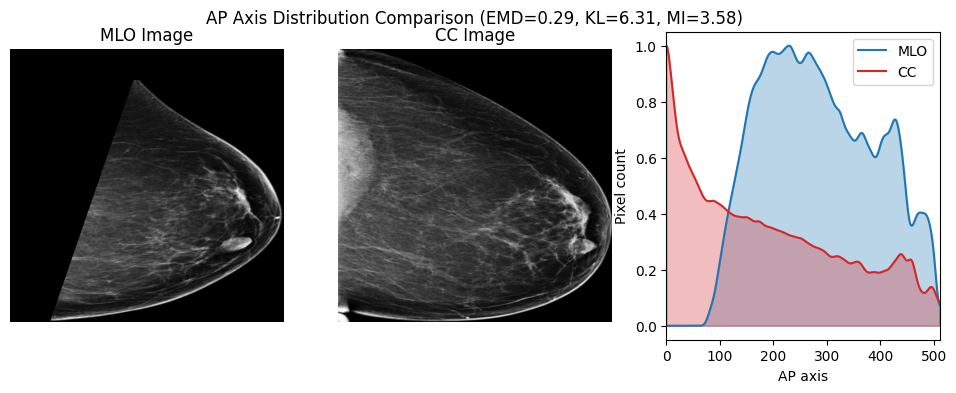 AP Axis Distribution Comparison (EMD=0.29, KL=6.31, MI=3.58)
MLO Image
CC Image
MLO
CC
Pixel count
1.0
0.8
0.6
0.4
0.2
0.0
0 100 200 300 400 500
AP axis